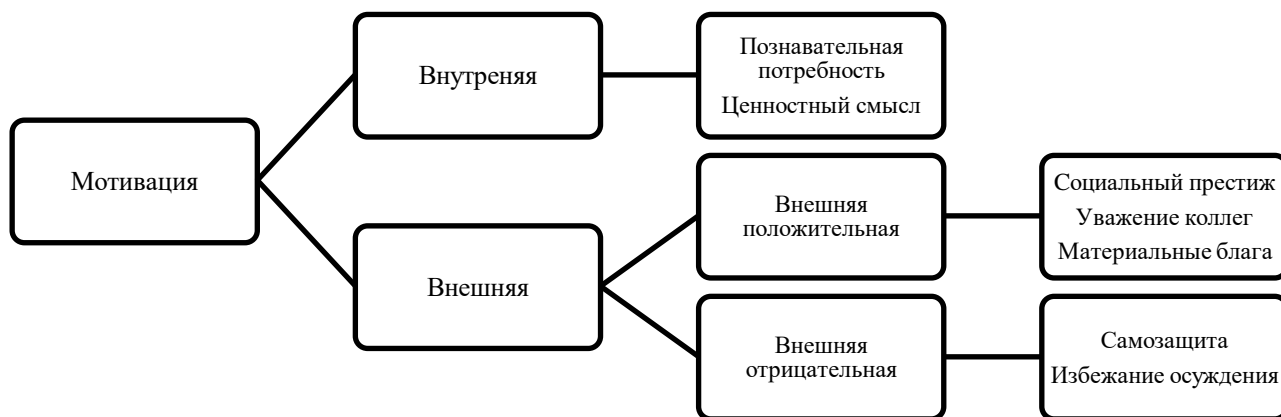 Мотивация
Внутреняя
Познавательная
потребность
Ценностный смысл
Внешняя
Внешняя
положительная
Социальный престиж
Уважение коллег
Материальные блага
Внешняя
отрицательная
Самозащита
Избежание осуждения